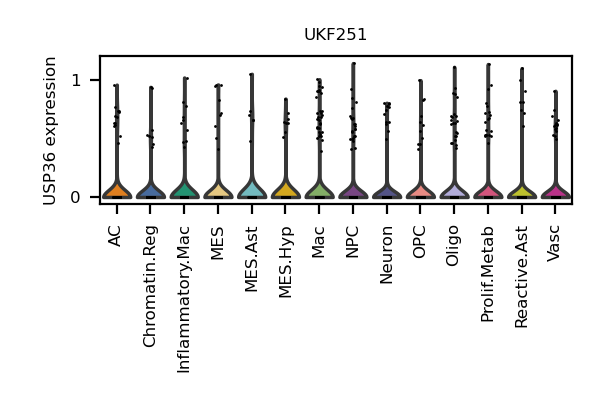 UKF251
USP36 expression
1
0
AC
Chromatin.Reg
Inflammatory.Mac
MES
MES.Ast
MES.Hyp
Mac
NPC
Neuron
OPC
Oligo
Prolif.Metab
Reactive.Ast
Vasc